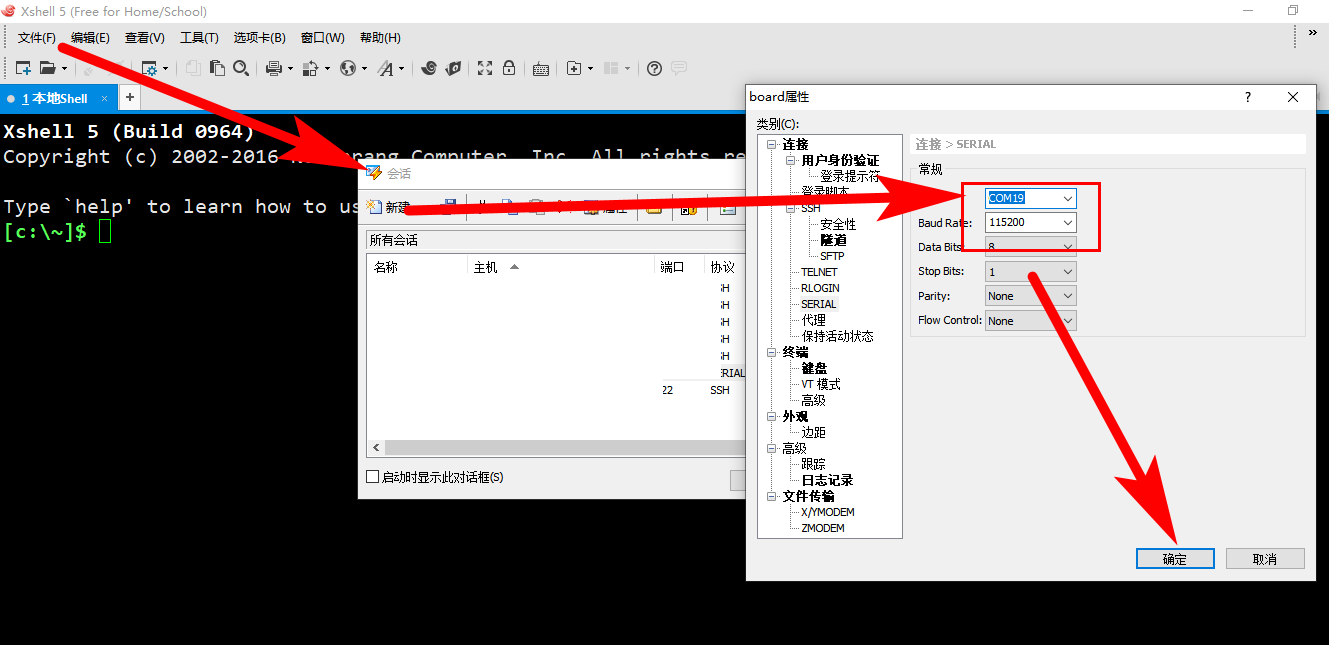 Xshell 5 (Free for Home/School)
文件(F) 编辑(E) 查看(V) 工具(T) 选项卡(B) 窗口(W) 帮助(H)
1 本地Shell × +
Xshell 5 (Build 0964)
Copyright (c) 2002-2016 Computer, Inc. All rights re
Type `help' to learn how to us
[c:\~]$
会话
新建
属性
所有会话
名称 主机 端口 协议
SH
SH
SH
SH
SH
ERIAL
22 SSH
启动时显示此对话框(S)
board属性
类别(C):
连接
用户身份验证
登录提示符
登录脚本
SSH
安全性
隧道
SFTP
TELNET
RLOGIN
SERIAL
代理
保持活动状态
终端
键盘
VT 模式
高级
外观
边距
高级
跟踪
日志记录
文件传输
X/YMODEM
ZMODEM
连接 > SERIAL
常规
COM19
Baud Rate: 115200
Data Bits: 8
Stop Bits: 1
Parity: None
Flow Control: None
确定 取消